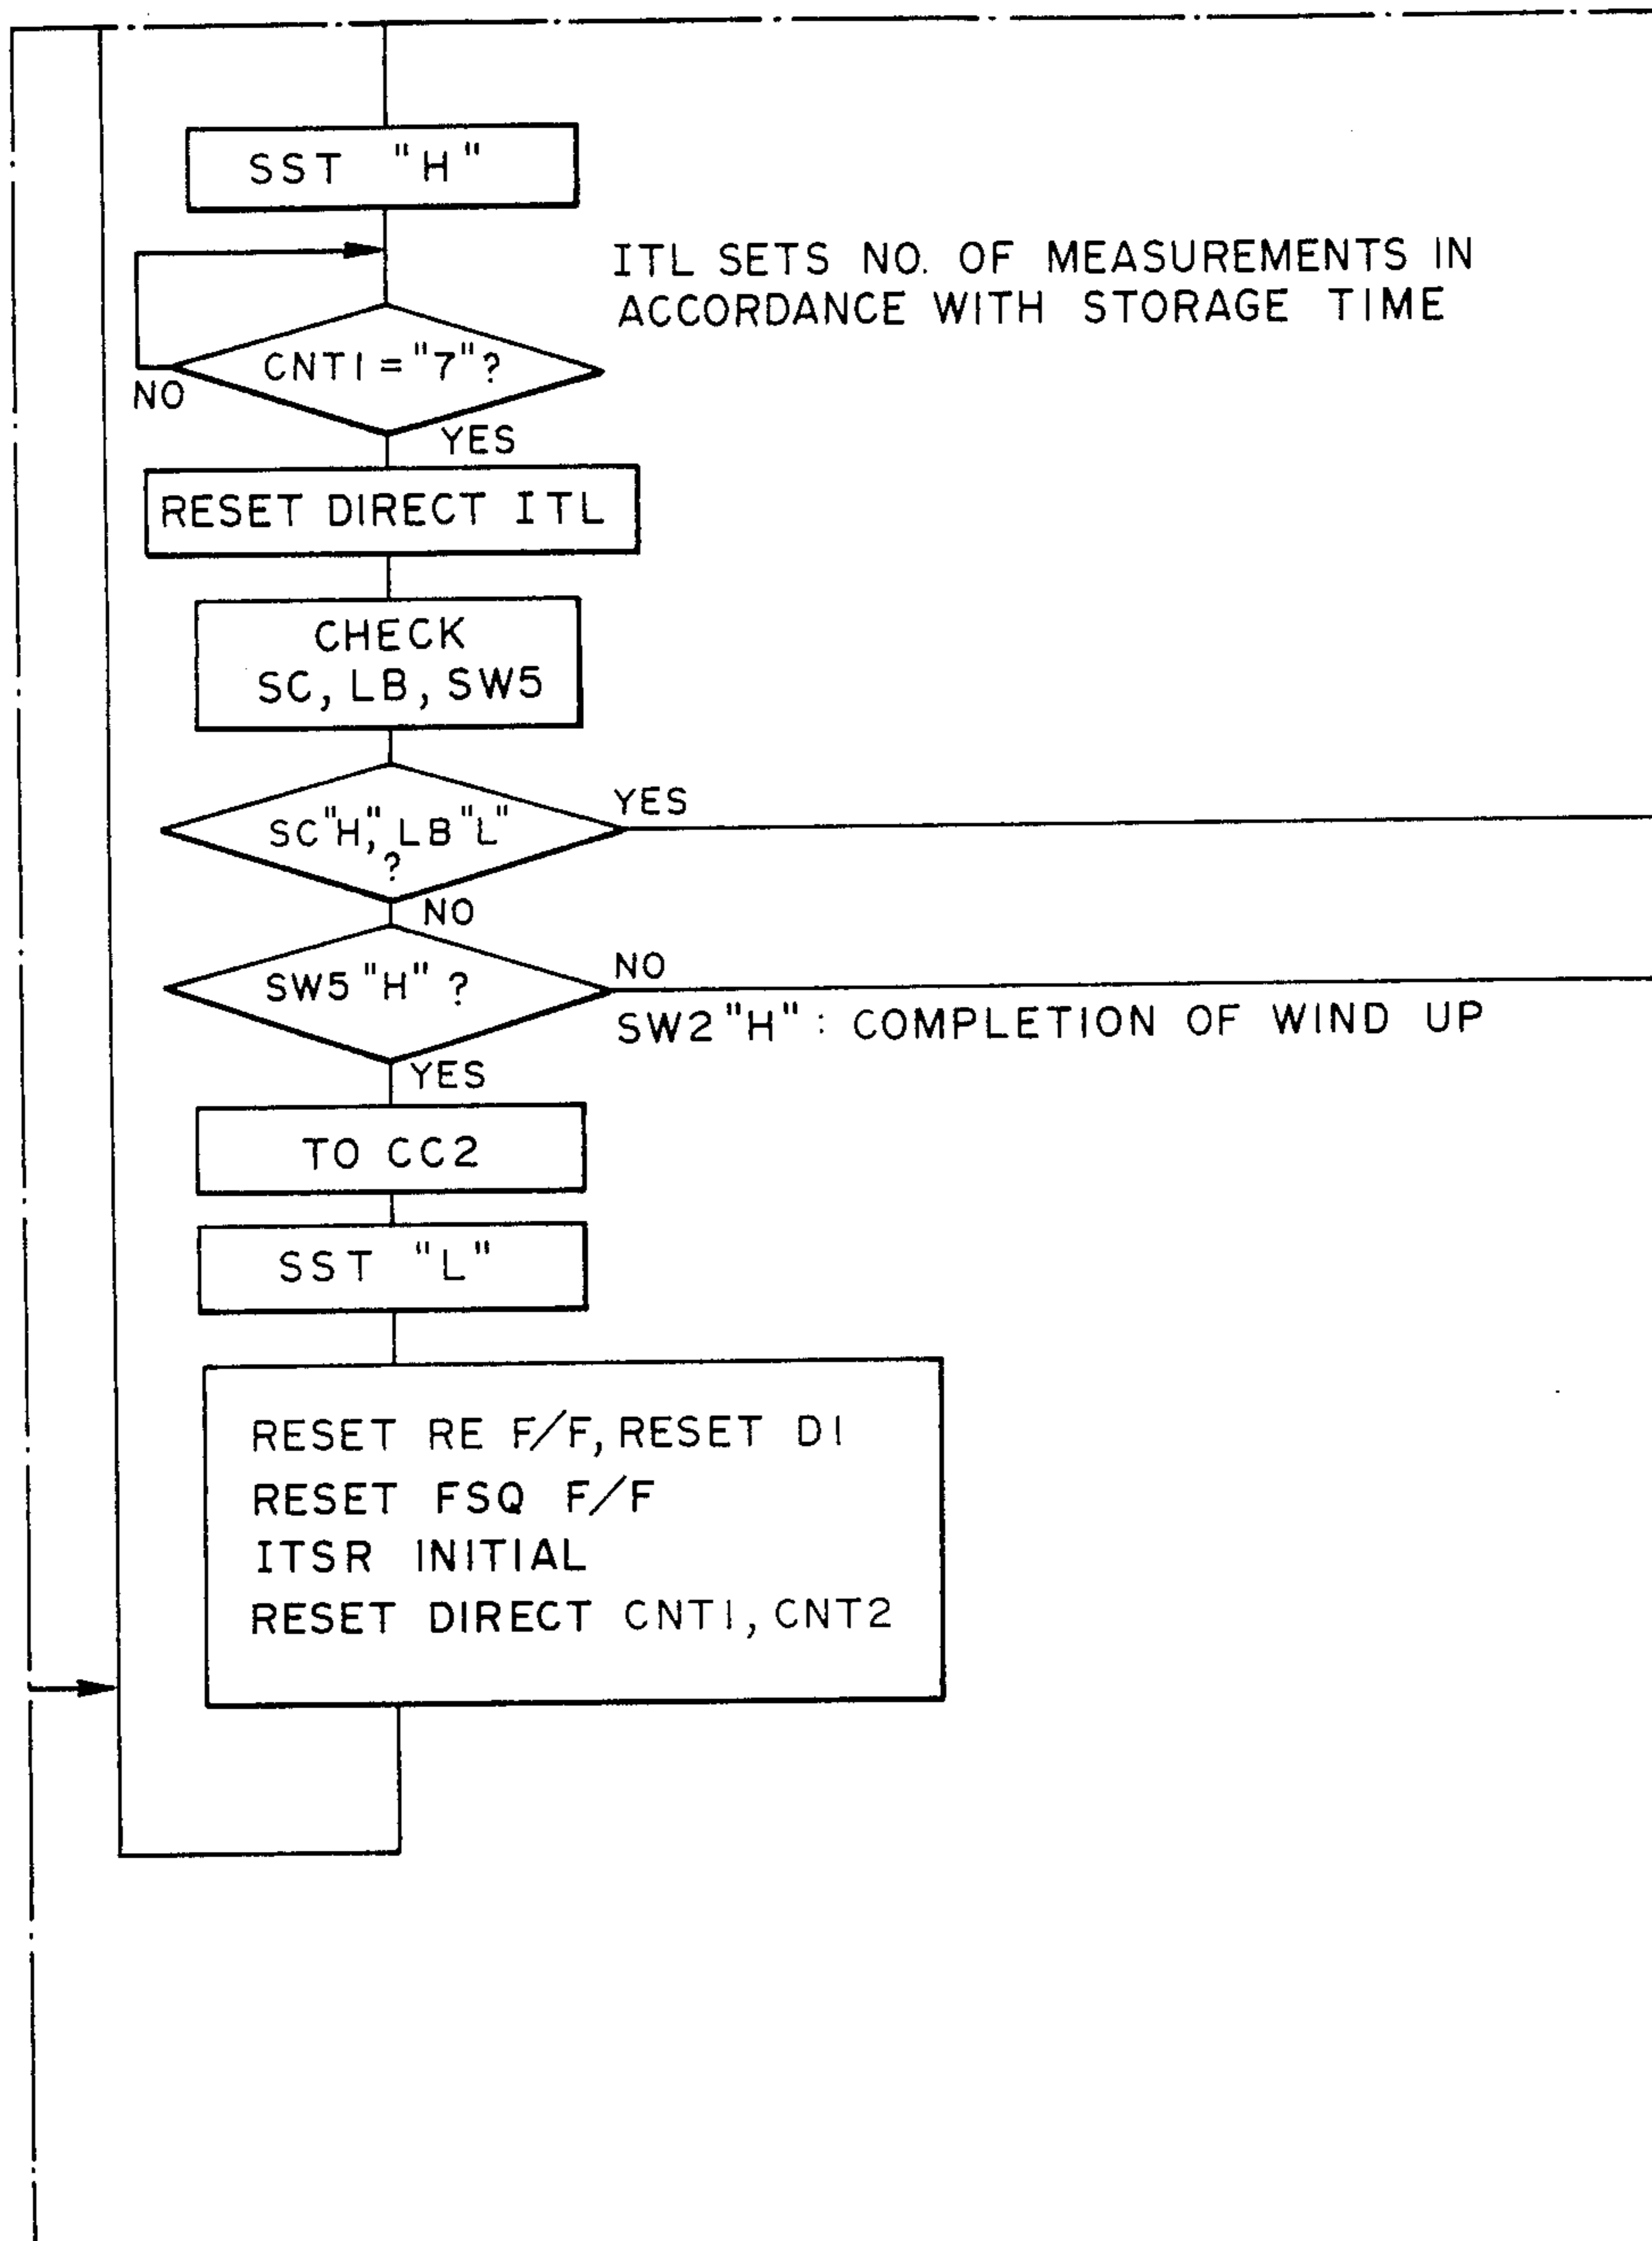 SST "H"
ITL SETS NO. OF MEASUREMENTS IN
ACCORDANCE WITH STORAGE TIME
CNT1 = "7"?
NO
YES
RESET DIRECT ITL
CHECK
SC, LB, SW5
SC "H," LB "L"
?
YES
NO
SW5 "H" ?
NO
SW2 "H" : COMPLETION OF WIND UP
YES
TO CC2
SST "L"
RESET RE F/F, RESET D1
RESET FSQ F/F
ITSR INITIAL
RESET DIRECT CNT1, CNT2